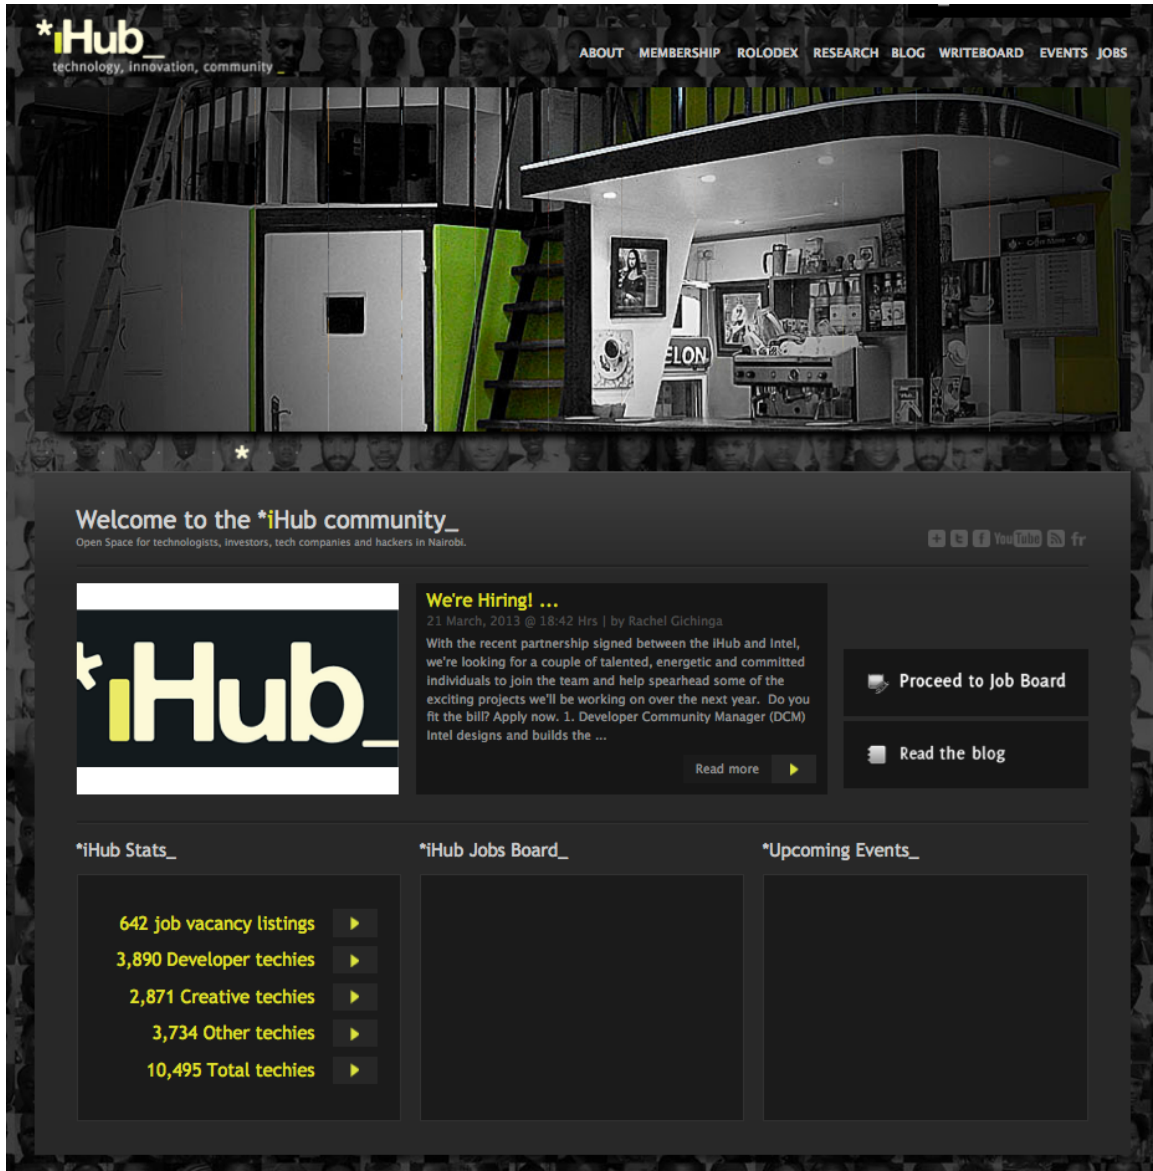 *iHub_
technology, innovation, community _
ABOUT MEMBERSHIP ROLODEX RESEARCH BLOG WRITEBOARD EVENTS JOBS
ELON
*
Welcome to the *iHub community_
Open Space for technologists, investors, tech companies and hackers in Nairobi.
YouTube fr
*iHub_
We're Hiring! ...
21 March, 2013 @ 18:42 Hrs | by Rachel Gichinga
With the recent partnership signed between the iHub and Intel,
we're looking for a couple of talented, energetic and committed
individuals to join the team and help spearhead some of the
exciting projects we'll be working on over the next year. Do you
fit the bill? Apply now. 1. Developer Community Manager (DCM)
Intel designs and builds the ...
Read more
Proceed to Job Board
Read the blog
*iHub Stats_
642 job vacancy listings
3,890 Developer techies
2,871 Creative techies
3,734 Other techies
10,495 Total techies
*iHub Jobs Board_
*Upcoming Events_